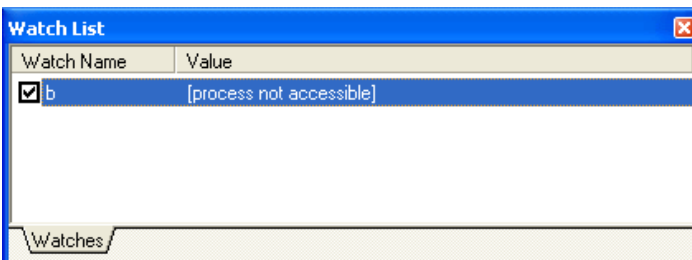 Watch List
Watch Name Value
b [process not accessible]
Watches